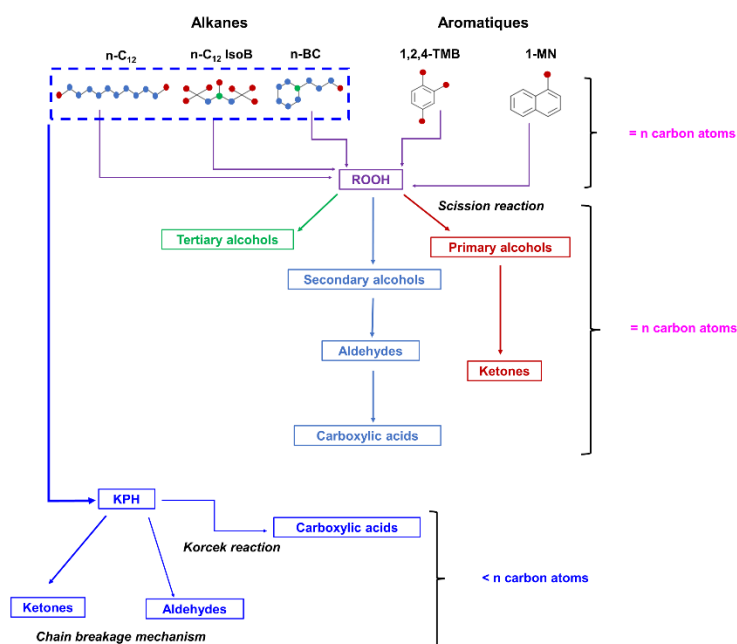 Alkanes
Aromatiques
n-C12
n-C12 IsoB
n-BC
1,2,4-TMB
1-MN
= n carbon atoms
ROOH
Scission reaction
Tertiary alcohols
Primary alcohols
Secondary alcohols
= n carbon atoms
Aldehydes
Ketones
Carboxylic acids
KPH
Carboxylic acids
Korcek reaction
< n carbon atoms
Ketones
Aldehydes
Chain breakage mechanism